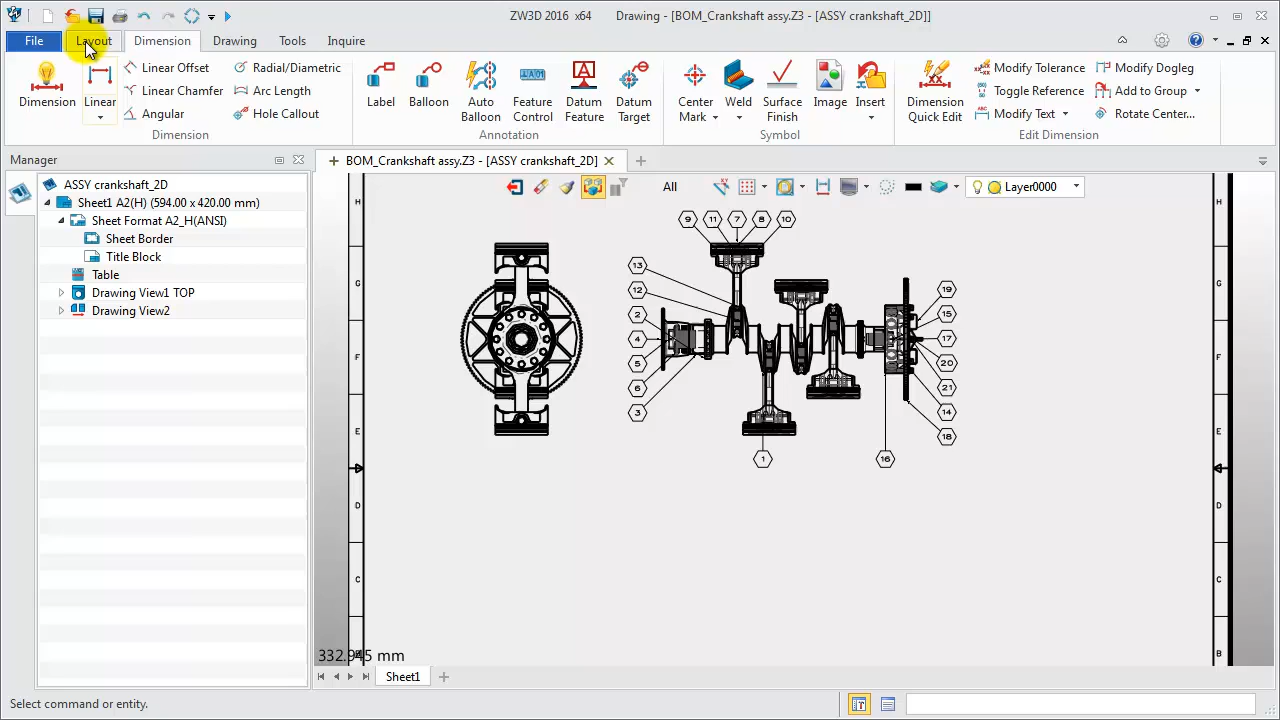 ZW3D 2016 x64 Drawing - [BOM_Crankshaft assy.Z3 - [ASSY crankshaft_2D]]
File Layout Dimension Drawing Tools Inquire
Dimension
Linear
Linear Offset
Linear Chamfer
Angular
Radial/Diametric
Arc Length
Hole Callout
Dimension
Label
Balloon
Auto Balloon
Feature Control
Datum Feature
Datum Target
Annotation
Center Mark
Weld
Surface Finish
Image
Insert
Symbol
Dimension Quick Edit
Modify Tolerance
Toggle Reference
Modify Text
Modify Dogleg
Add to Group
Rotate Center...
Edit Dimension
Manager
BOM_Crankshaft assy.Z3 - [ASSY crankshaft_2D]
ASSY crankshaft_2D
Sheet1 A2(H) (594.00 x 420.00 mm)
Sheet Format A2_H(ANSI)
Sheet Border
Title Block
Table
Drawing View1 TOP
Drawing View2
All
Layer0000
H
G
F
E
D
C
H
G
F
E
D
C
B
9 11 7 8 10
13
12
2
4
5
6
3
19
15
17
20
21
14
18
1
16
332.945 mm
Sheet1
Select command or entity.